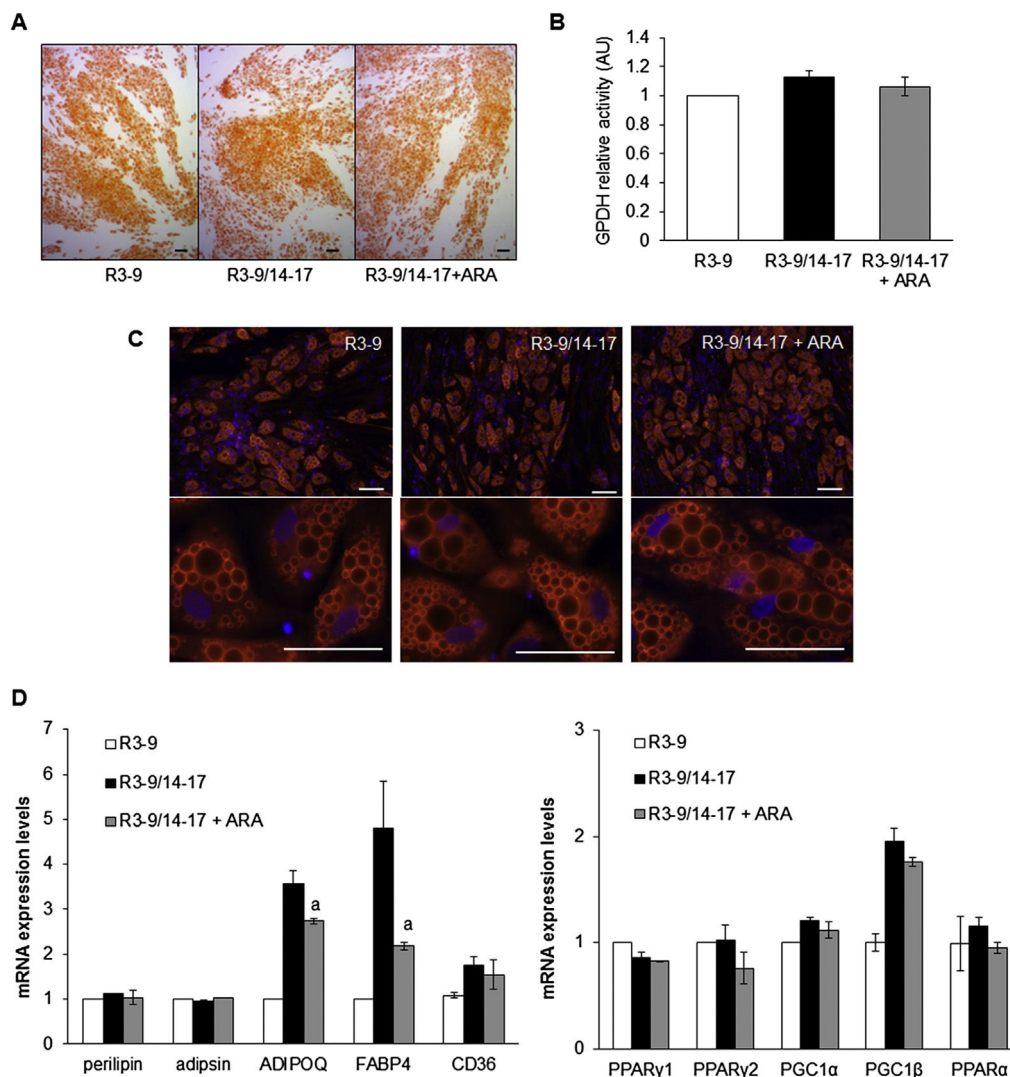 A
R3-9
R3-9/14-17
R3-9/14-17+ARA
B
GPDH relative activity (AU)
1.4
1.2
1
0.8
0.6
0.4
0.2
0
R3-9
R3-9/14-17
R3-9/14-17
+ ARA
C
R3-9
R3-9/14-17
R3-9/14-17 + ARA
D
mRNA expression levels
7
6
5
4
3
2
1
0
R3-9
R3-9/14-17
R3-9/14-17 + ARA
a
a
perilipin
adipsin
ADIPOQ
FABP4
CD36
mRNA expression levels
3
2
1
0
R3-9
R3-9/14-17
R3-9/14-17 + ARA
PPARγ1
PPARγ2
PGC1α
PGC1β
PPARα